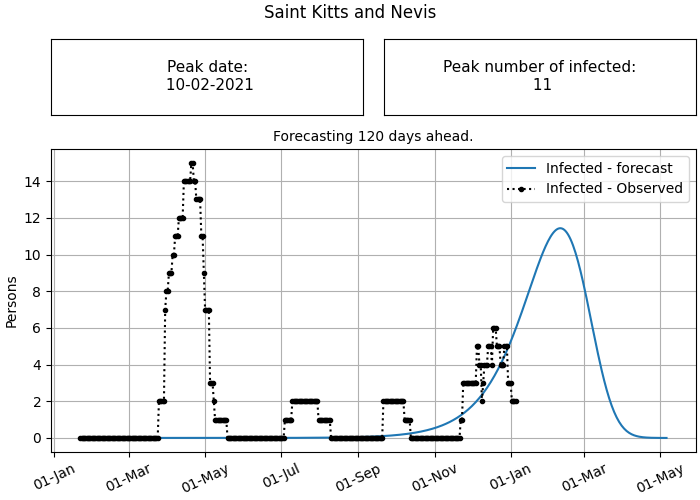 Saint Kitts and Nevis
Peak date:
10-02-2021
Peak number of infected:
11
Forecasting 120 days ahead.
Infected - forecast
Infected - Observed
Persons
14
12
10
8
6
4
2
0
01-Jan
01-Mar
01-May
01-Jul
01-Sep
01-Nov
01-Jan
01-Mar
01-May